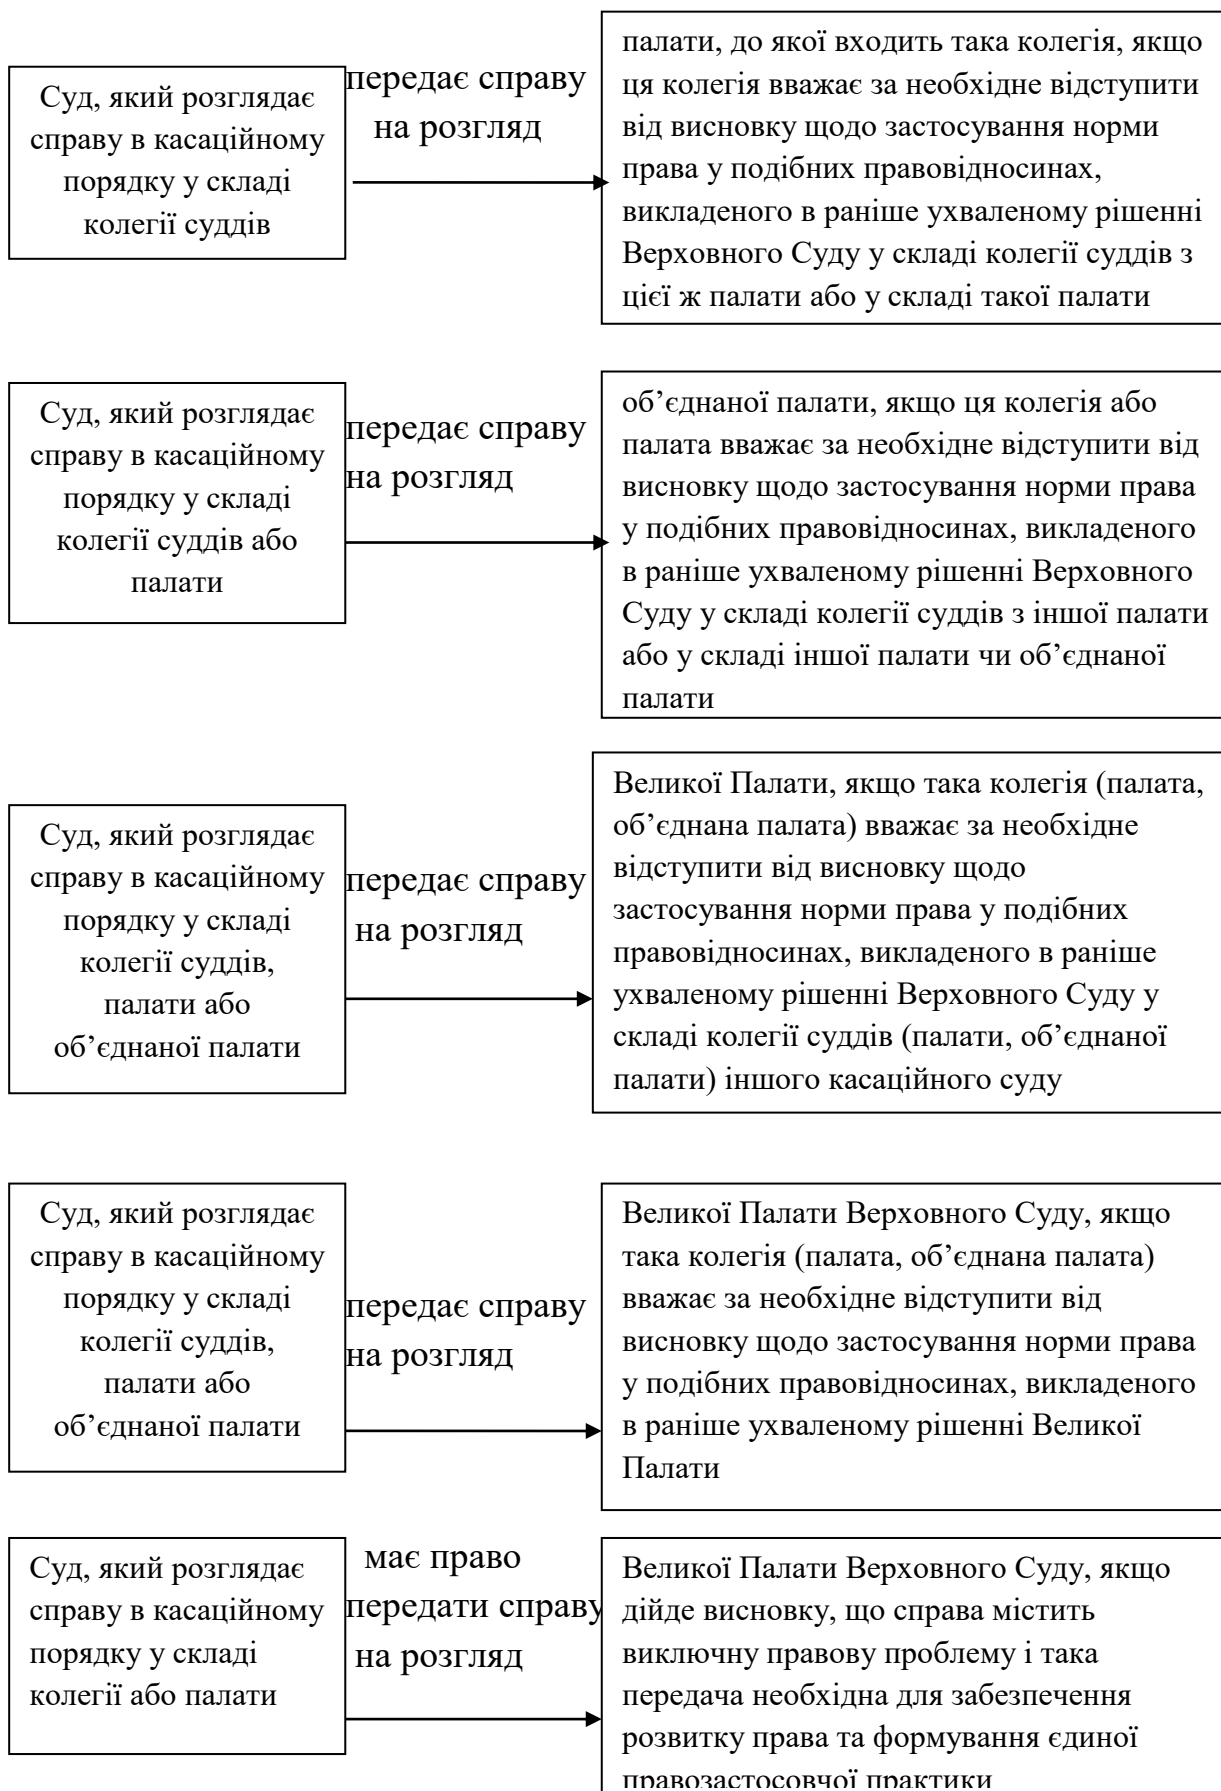 Суд, який розглядає
справу в касаційному
порядку у складі
колегії суддів
передає справу
на розгляд
палати, до якої входить така колегія, якщо
ця колегія вважає за необхідне відступити
від висновку щодо застосування норми
права у подібних правовідносинах,
викладеного в раніше ухваленому рішенні
Верховного Суду у складі колегії суддів з
цієї ж палати або у складі такої палати
Суд, який розглядає
справу в касаційному
порядку у складі
колегії суддів або
палати
передає справу
на розгляд
об’єднаної палати, якщо ця колегія або
палата вважає за необхідне відступити від
висновку щодо застосування норми права
у подібних правовідносинах, викладеного
в раніше ухваленому рішенні Верховного
Суду у складі колегії суддів з іншої палати
або у складі іншої палати чи об’єднаної
палати
Суд, який розглядає
справу в касаційному
порядку у складі
колегії суддів,
палати або
об’єднаної палати
передає справу
на розгляд
Великої Палати, якщо така колегія (палата,
об’єднана палата) вважає за необхідне
відступити від висновку щодо
застосування норми права у подібних
правовідносинах, викладеного в раніше
ухваленому рішенні Верховного Суду у
складі колегії суддів (палати, об’єднаної
палати) іншого касаційного суду
Суд, який розглядає
справу в касаційному
порядку у складі
колегії суддів,
палати або
об’єднаної палати
передає справу
на розгляд
Великої Палати Верховного Суду, якщо
така колегія (палата, об’єднана палата)
вважає за необхідне відступити від
висновку щодо застосування норми права
у подібних правовідносинах, викладеного
в раніше ухваленому рішенні Великої
Палати
Суд, який розглядає
справу в касаційному
порядку у складі
колегії або палати
має право
передати справу
на розгляд
Великої Палати Верховного Суду, якщо
дійде висновку, що справа містить
виключну правову проблему і така
передача необхідна для забезпечення
розвитку права та формування єдиної
правозастосовчої практики